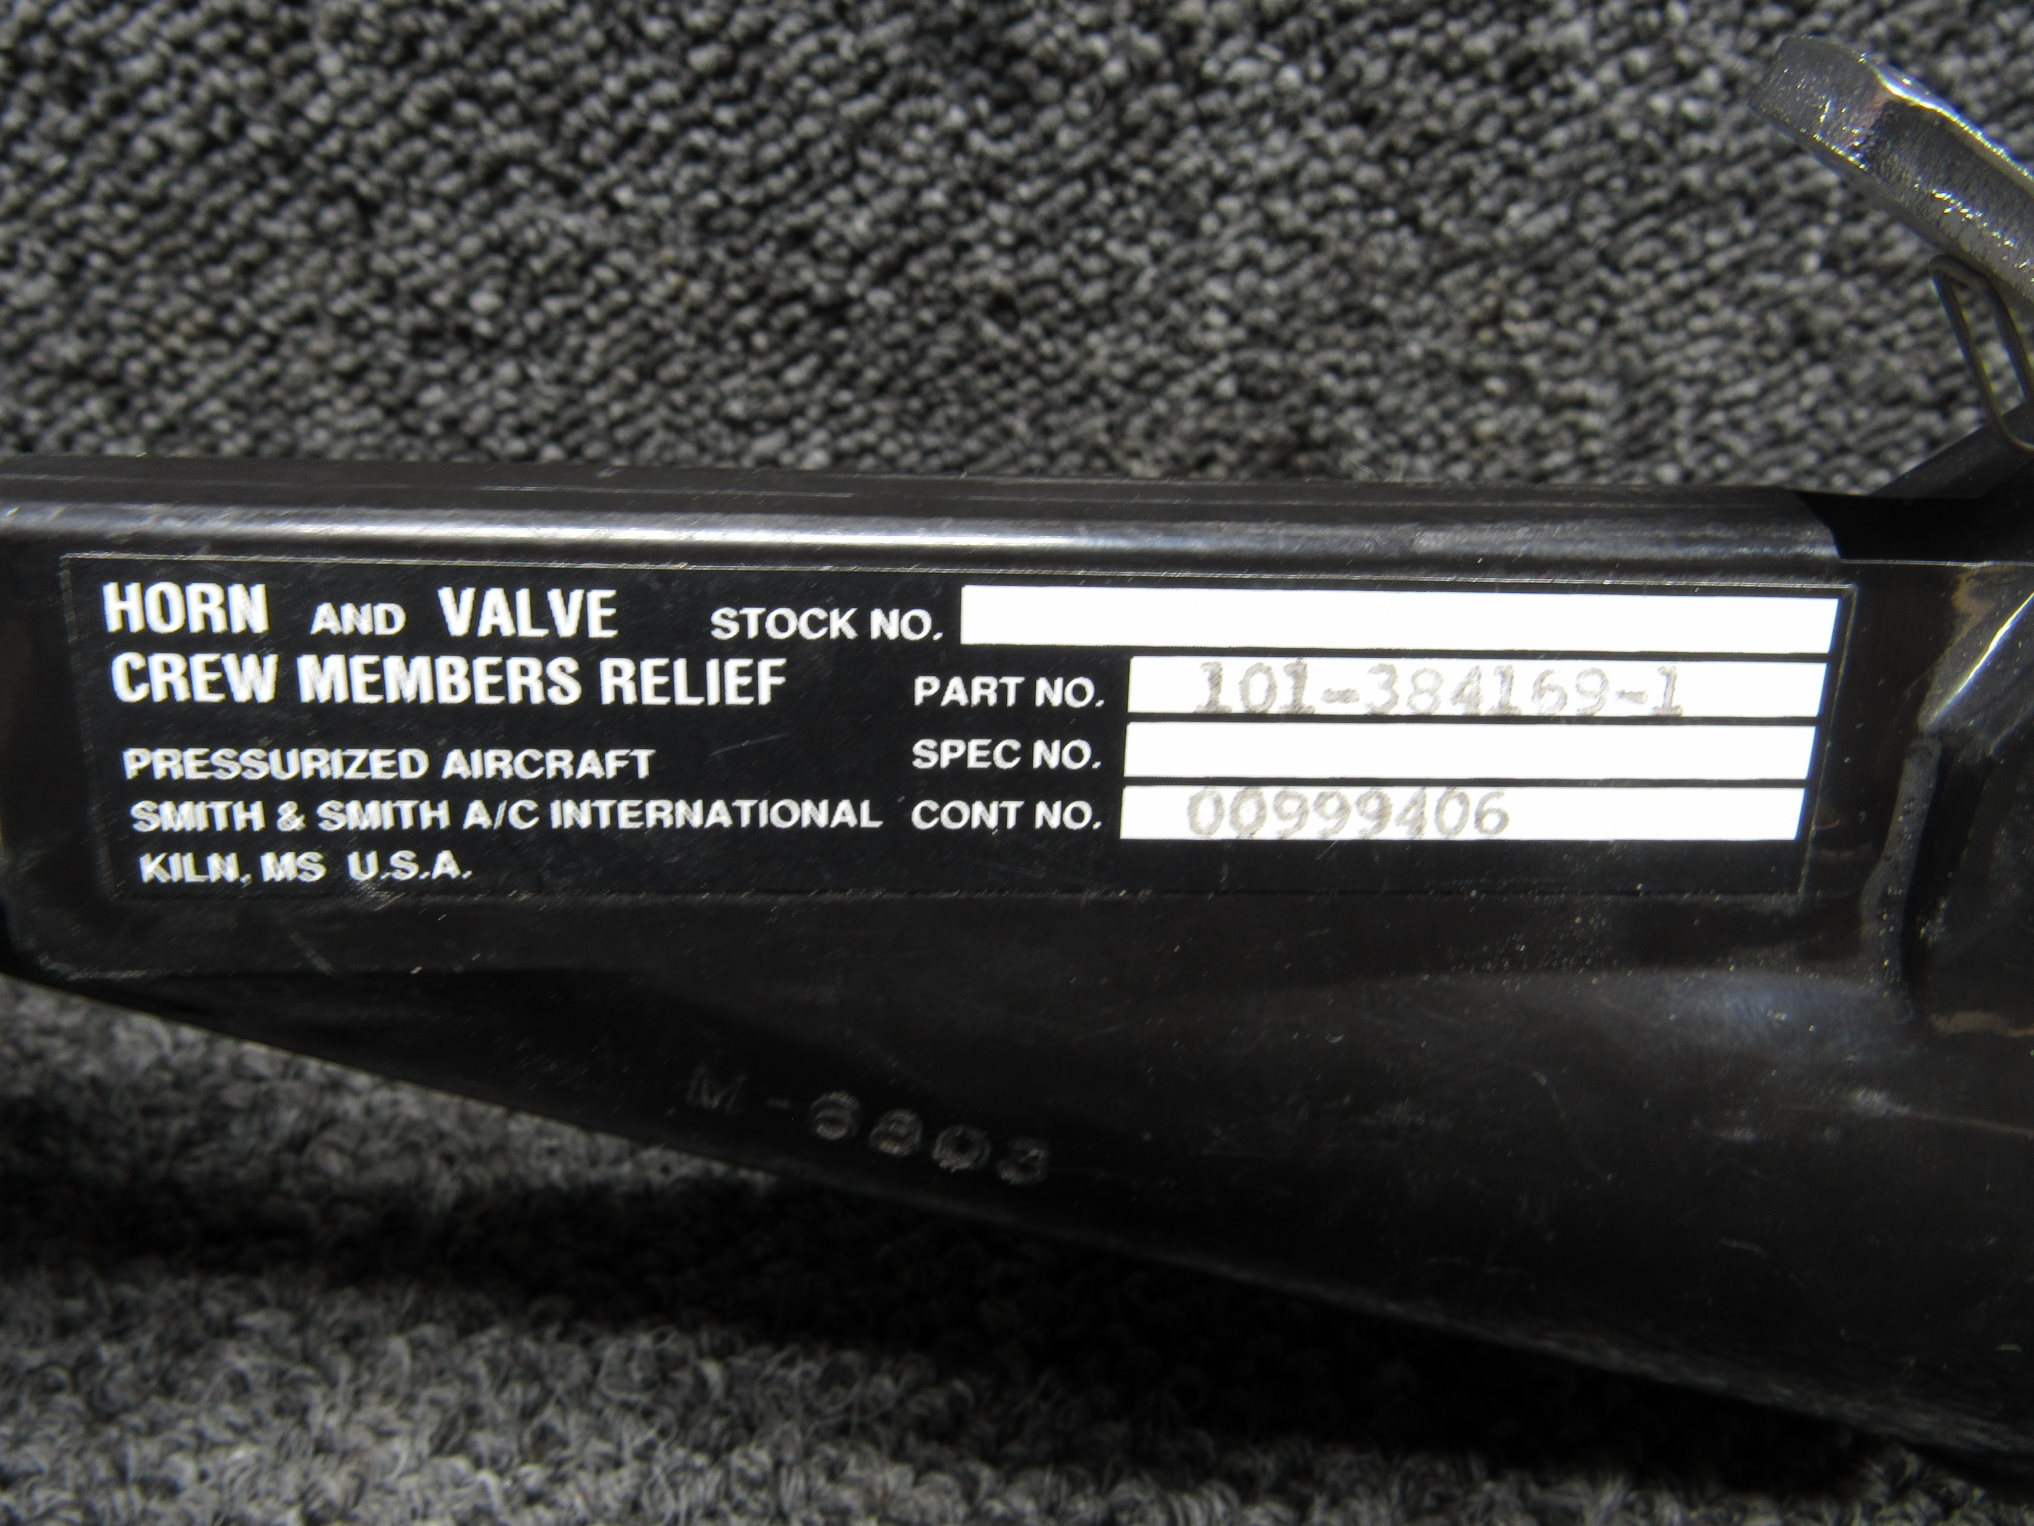 HORN AND VALVE STOCK NO.
CREW MEMBERS RELIEF PART NO. 101-384169-1
PRESSURIZED AIRCRAFT SPEC NO.
SMITH & SMITH A/C INTERNATIONAL CONT NO. 00999406
KILN, MS U.S.A.